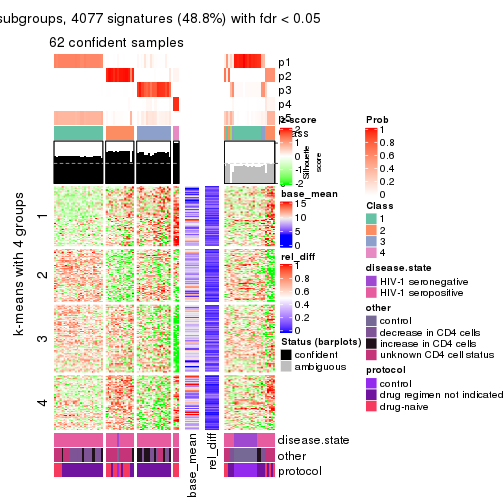 subgroups, 4077 signatures (48.8%) with fdr < 0.05
62 confident samples
p1
p2
p3
p4
p5
z-score
2
1
0
-1
-2
Class
1
0.5
0
Silhouette
score
k-means with 4 groups
1
2
3
4
base_mean
15
10
5
0
rel_diff
1
0.8
0.6
0.4
0.2
0
Status (barplots)
confident
ambiguous
Prob
1
0.8
0.6
0.4
0.2
0
Class
1
2
3
4
disease.state
HIV-1 seronegative
HIV-1 seropositive
other
control
decrease in CD4 cells
increase in CD4 cells
unknown CD4 cell status
protocol
control
drug regimen not indicated
drug-naive
disease.state
other
protocol
base_mean
rel_diff